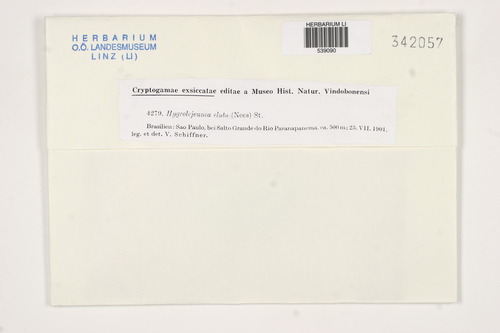 HERBARIUM
O.Ö. LANDESMUSEUM
LINZ (LI)
HERBARIUM LI
539090
342057
Cryptogamae exsiccatae editae a Museo Hist. Natur. Vindobonensi
4279. Hygrolejeunea eluta (Nees) St.
Brasilien: Sao Paulo, bei Salto Grande do Rio Paranapanema, ca. 500 m; 25. VII. 1901,
leg. et det. V. Schiffner.